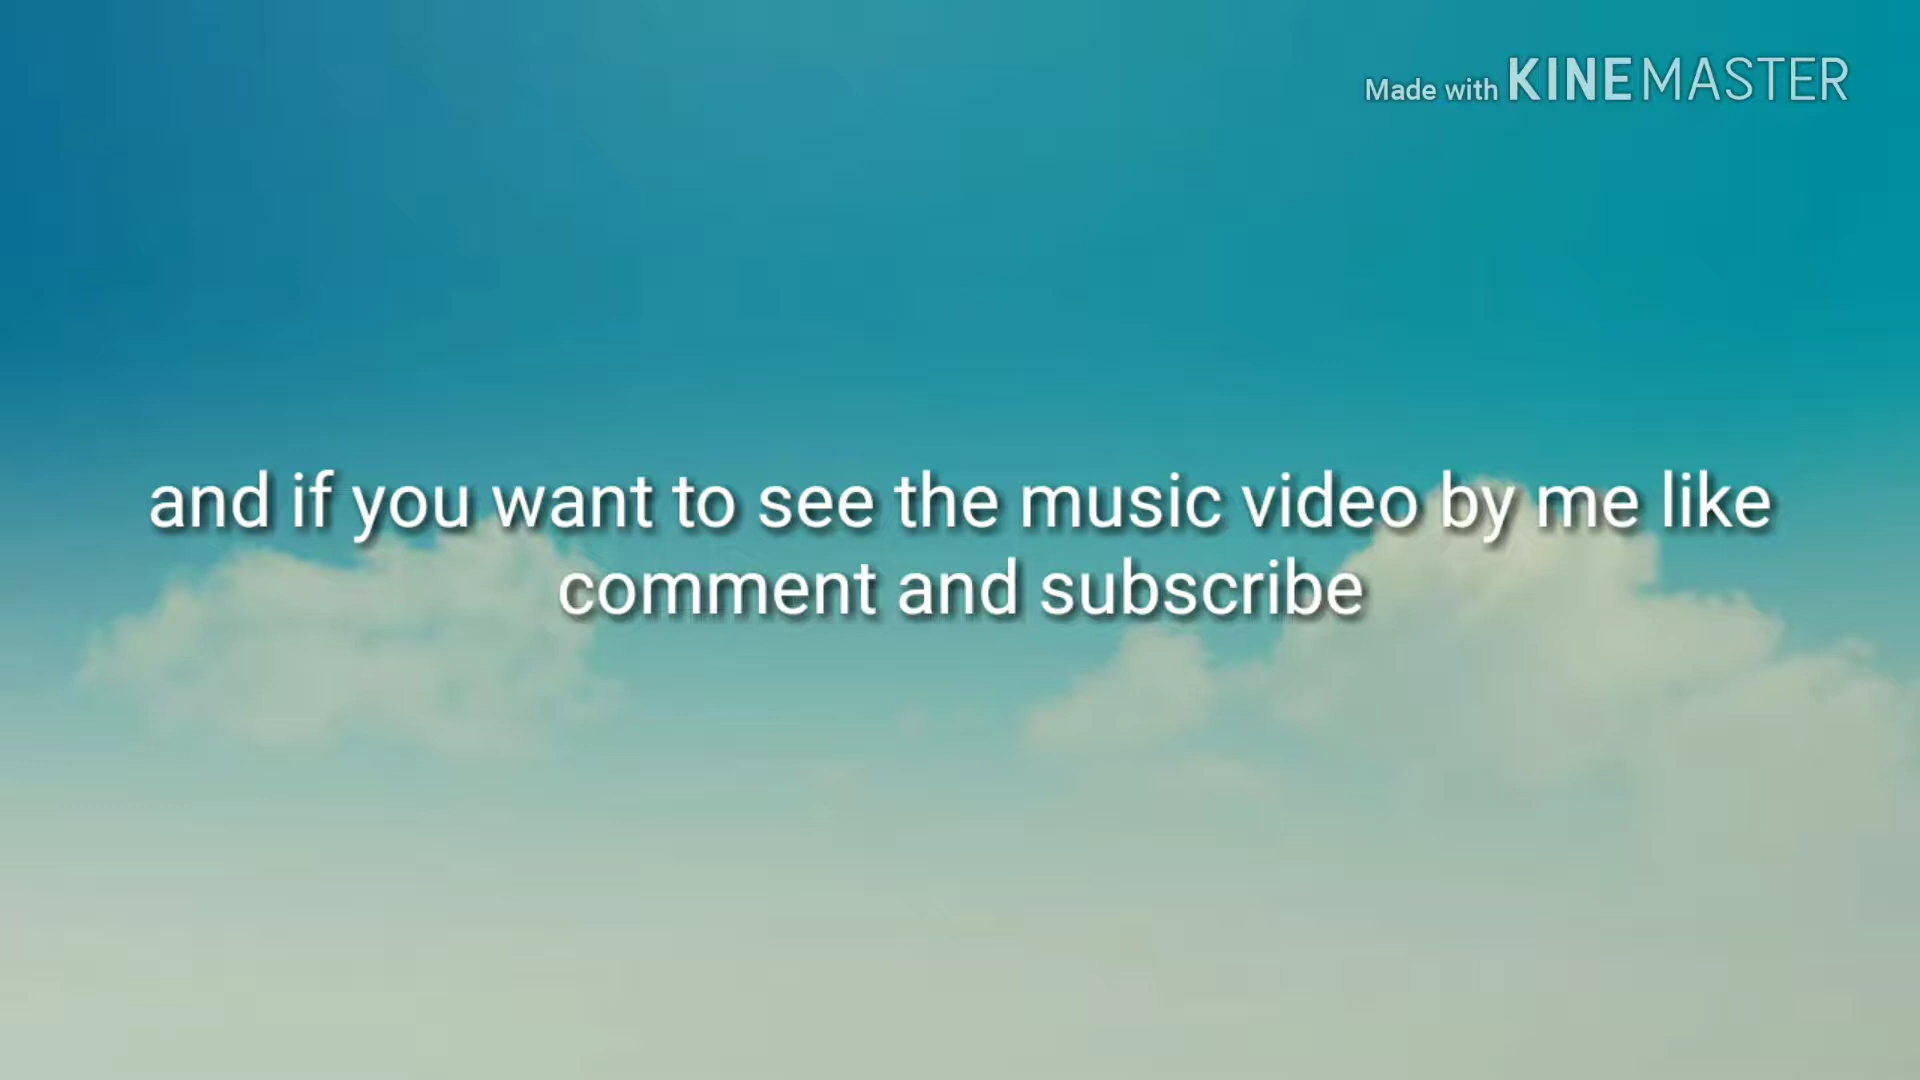 Made with KINEMASTER
and if you want to see the music video by me like
comment and subscribe